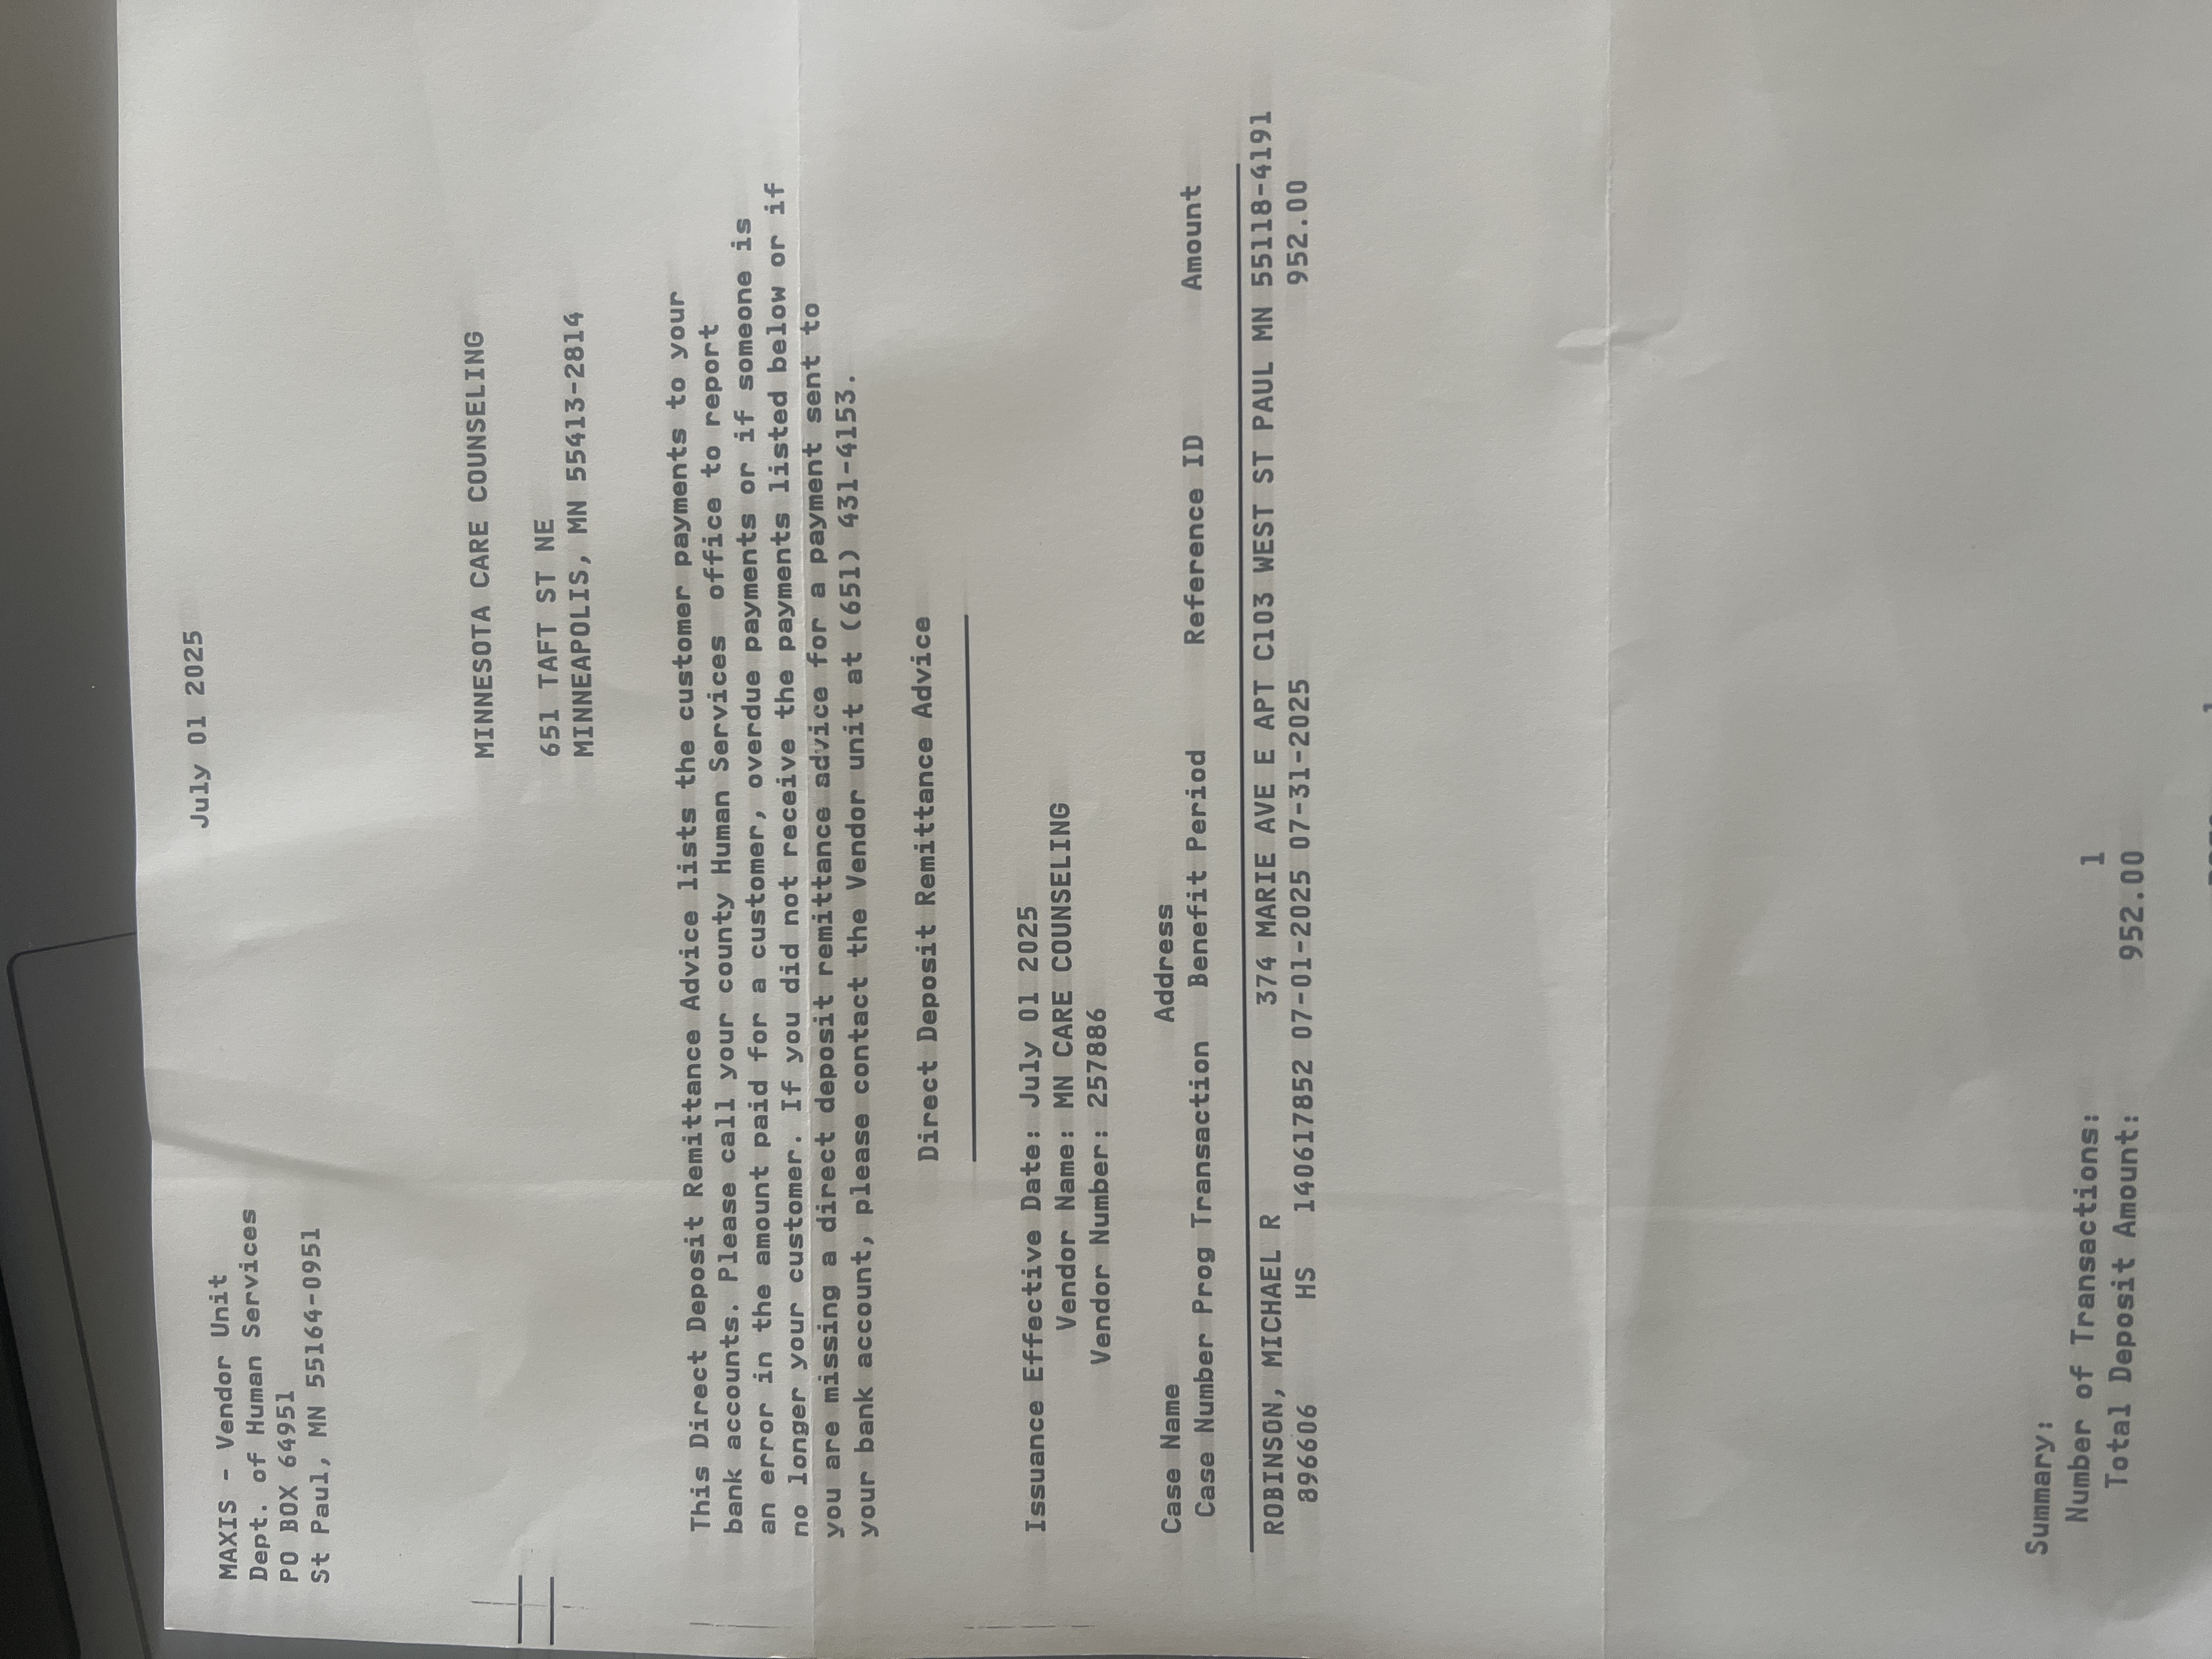 July 01 2025
MAXIS - Vendor Unit
Dept. of Human Services
PO BOX 64951
St Paul, MN 55164-0951
MINNESOTA CARE COUNSELING
651 TAFT ST NE
MINNEAPOLIS, MN 55413-2814
This Direct Deposit Remittance Advice lists the customer payments to your
bank accounts. Please call your county Human Services  office to report
an error in the amount paid for a customer, overdue payments or if someone is
no longer your customer. If you did not receive the payments listed below or if
you are missing a direct deposit remittance advice for a payment sent to
your bank account, please contact the Vendor unit at (651) 431-4153.
Direct Deposit Remittance Advice
Issuance Effective Date: July 01 2025
Vendor Name: MN CARE COUNSELING
Vendor Number: 257886
Case Name Address
Case Number Prog Transaction Benefit Period Reference ID Amount
ROBINSON, MICHAEL R 374 MARIE AVE E APT C103 WEST ST PAUL MN 55118-4191
896606 HS 140617852 07-01-2025 07-31-2025 952.00
Summary:
Number of Transactions: 1
Total Deposit Amount: 952.00